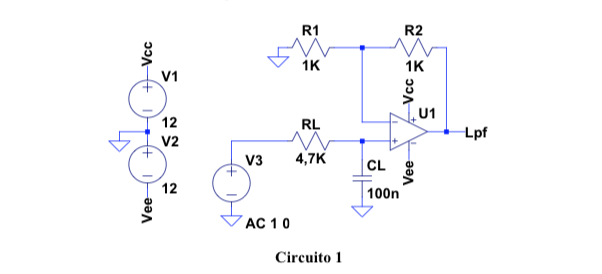 R1
R2
1K
1K
Vcc
V1
12
V2
12
Vee
Vcc
U1
RL
4,7K
V3
CL
100n
Vee
Lpf
AC 1 0
Circuito 1